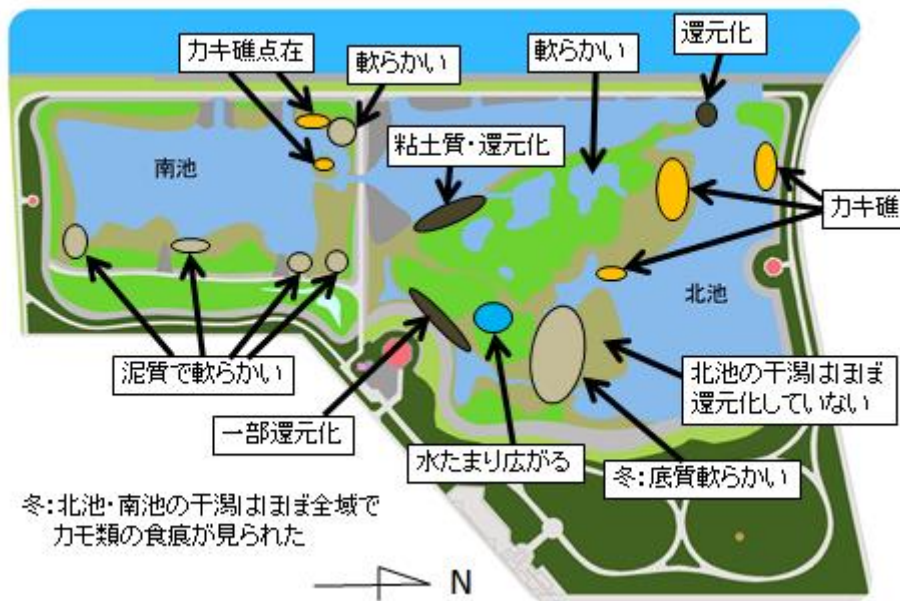 カキ礁点在
軟らかい
軟らかい
還元化
粘土質・還元化
南池
カキ礁
北池
泥質で軟らかい
一部還元化
水たまり広がる
北池の干潟はほぼ
還元化していない
冬:底質軟らかい
冬:北池・南池の干潟はほぼ全域で
カモ類の食痕が見られた
N